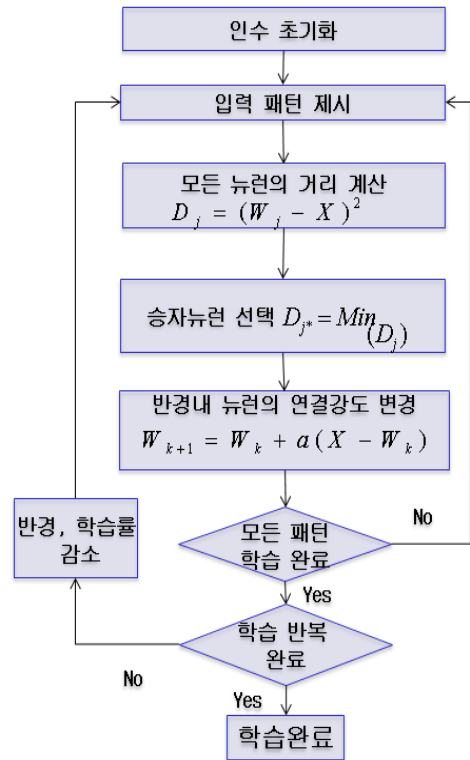 인수 초기화
입력 패턴 제시
모든 뉴런의 거리 계산
D_j = (W_j - X)^2
승자뉴런 선택 D_{j*} = Min_{(D_j)}
반경내 뉴런의 연결강도 변경
W_{k+1} = W_k + a(X - W_k)
모든 패턴
학습 완료
No
반경, 학습률
감소
Yes
학습 반복
완료
No
Yes
학습완료